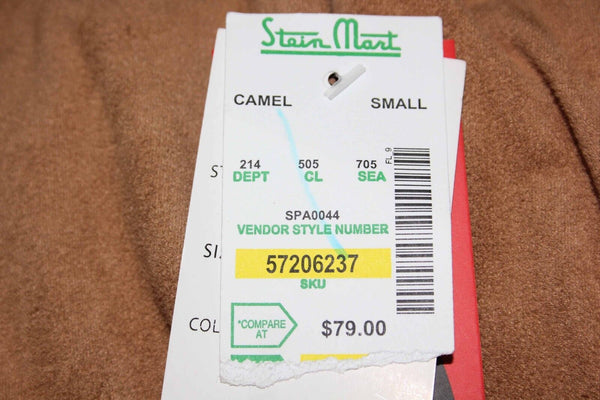 Stein Mart
CAMEL SMALL
214 505 705
DEPT CL SEA
FL 9
SPA0044
VENDOR STYLE NUMBER
57206237
SKU
*COMPARE
AT
$79.00
ST
SI
COL